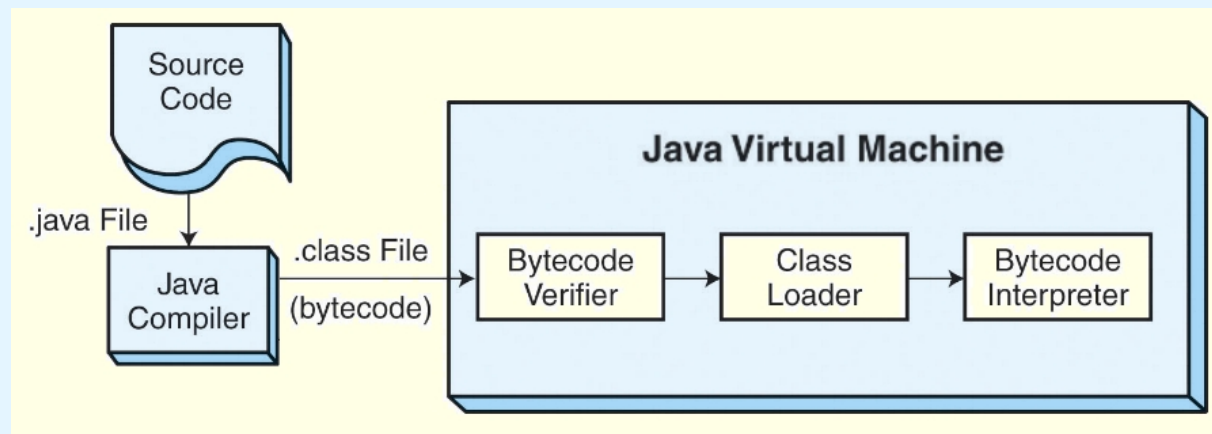 Source
Code
.java File
Java
Compiler
.class File
(bytecode)
Java Virtual Machine
Bytecode
Verifier
Class
Loader
Bytecode
Interpreter